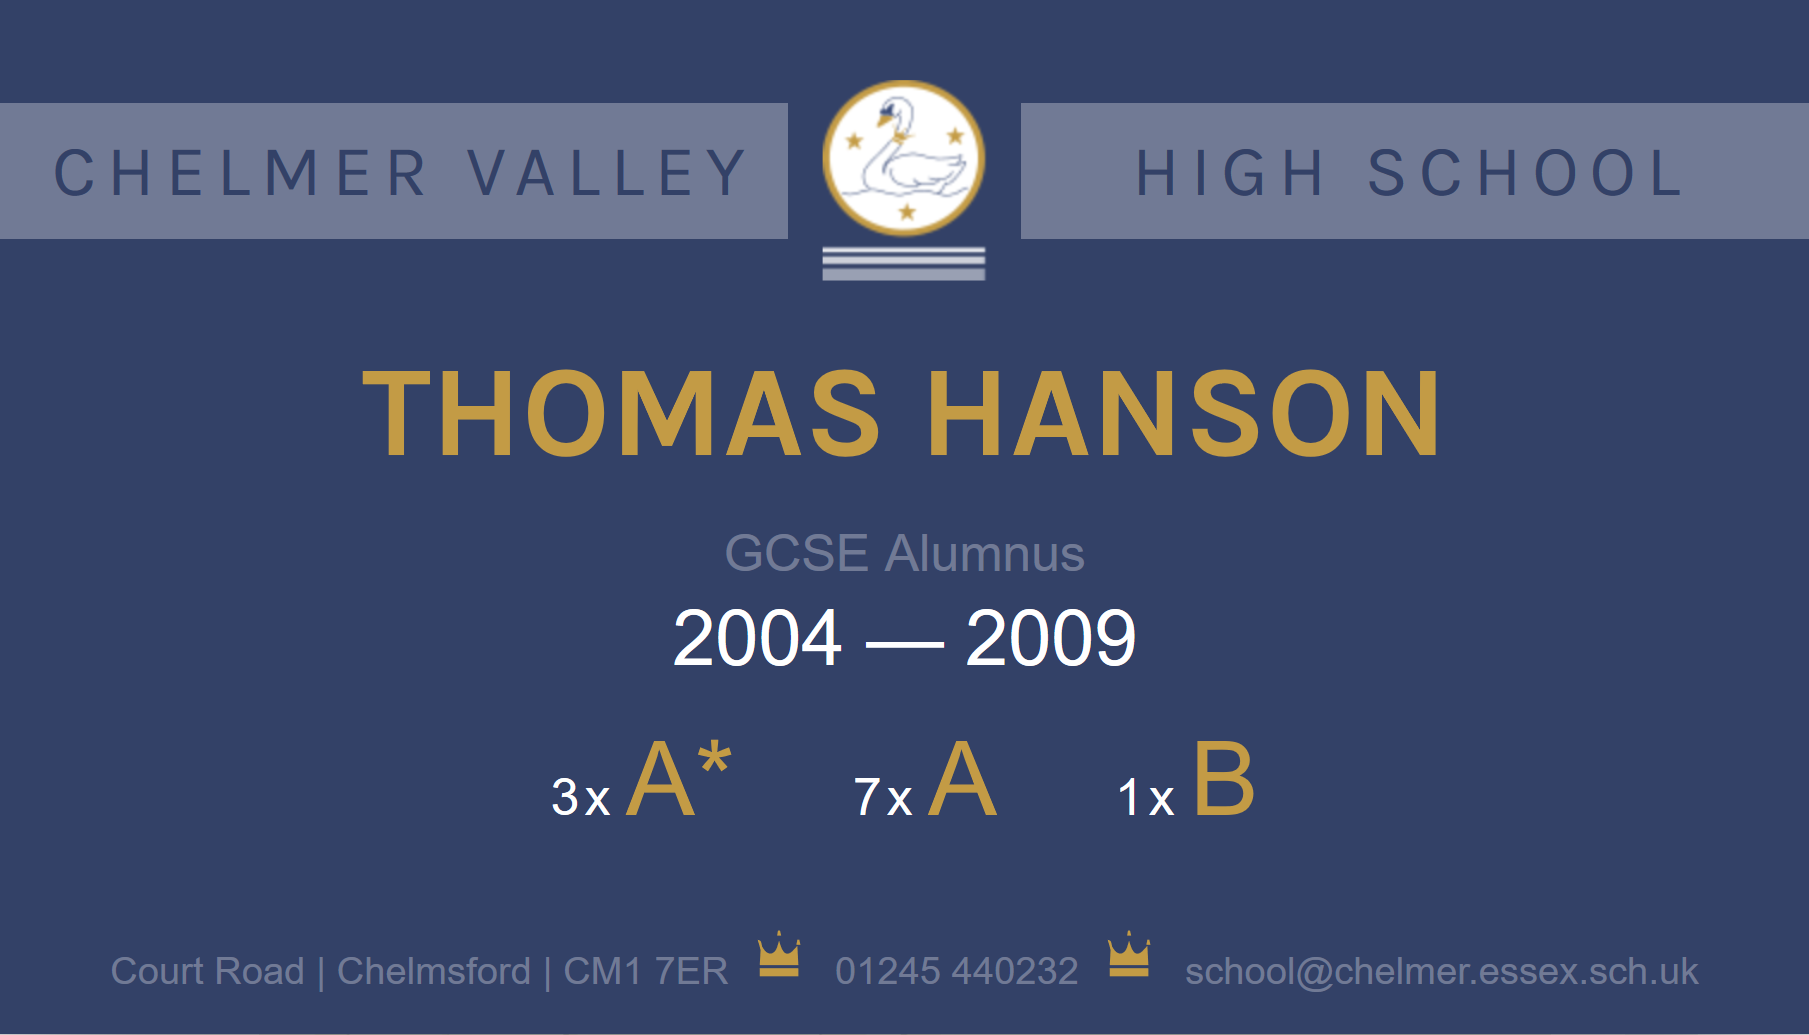 CHELMER VALLEY HIGH SCHOOL
THOMAS HANSON
GCSE Alumnus
2004 — 2009
3x A* 7x A 1x B
Court Road | Chelmsford | CM1 7ER 01245 440232 school@chelmer.essex.sch.uk